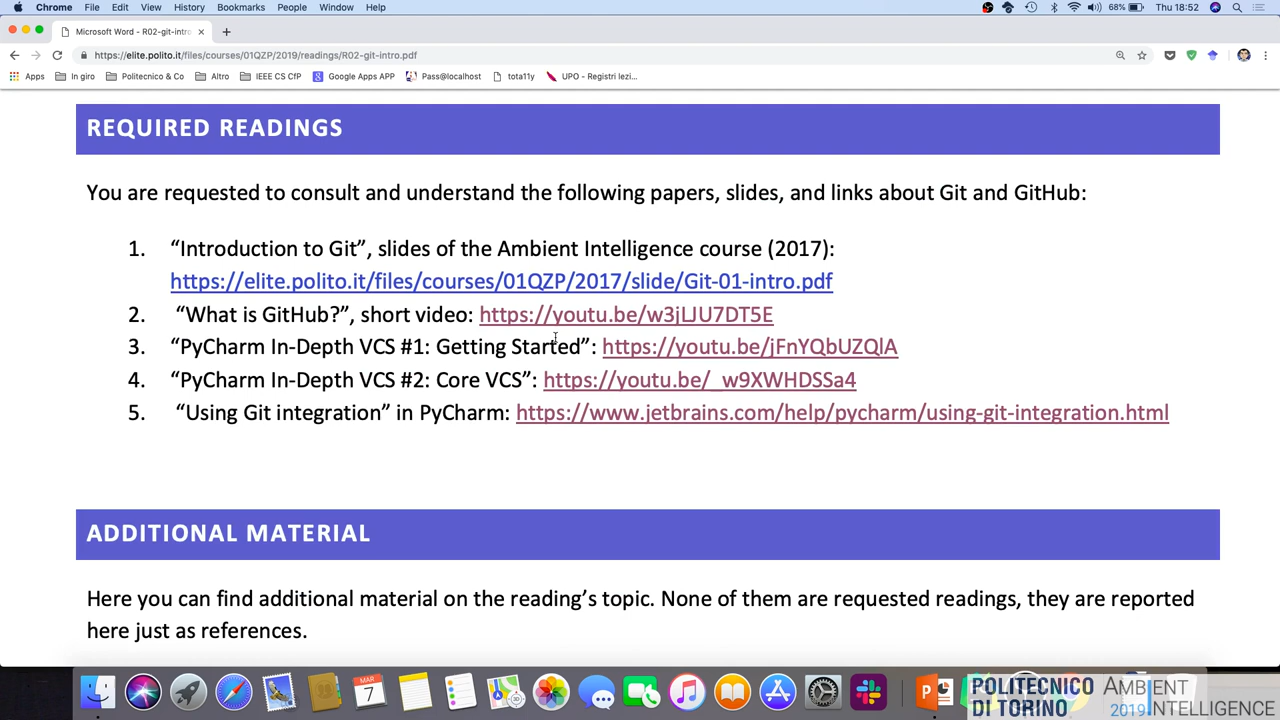 Chrome File Edit View History Bookmarks People Window Help 68% Thu 18:52
Microsoft Word - R02-git-intro
https://elite.polito.it/files/courses/01QZP/2019/readings/R02-git-intro.pdf
Apps In giro Politecnico & Co Altro IEEE CS CfP Google Apps APP Pass@localhost tota11y UPO - Registri lezi...
REQUIRED READINGS
You are requested to consult and understand the following papers, slides, and links about Git and GitHub:
1. “Introduction to Git”, slides of the Ambient Intelligence course (2017):
https://elite.polito.it/files/courses/01QZP/2017/slide/Git-01-intro.pdf
2. “What is GitHub?”, short video: https://youtu.be/w3jLJU7DT5E
3. “PyCharm In-Depth VCS #1: Getting Started”: https://youtu.be/jFnYQbUZQlA
4. “PyCharm In-Depth VCS #2: Core VCS”: https://youtu.be/_w9XWHDSSa4
5. “Using Git integration” in PyCharm: https://www.jetbrains.com/help/pycharm/using-git-integration.html
ADDITIONAL MATERIAL
Here you can find additional material on the reading’s topic. None of them are requested readings, they are reported
here just as references.
MAR
7
POLITECNICO AMBIENT
DI TORINO 2019 INTELLIGENCE